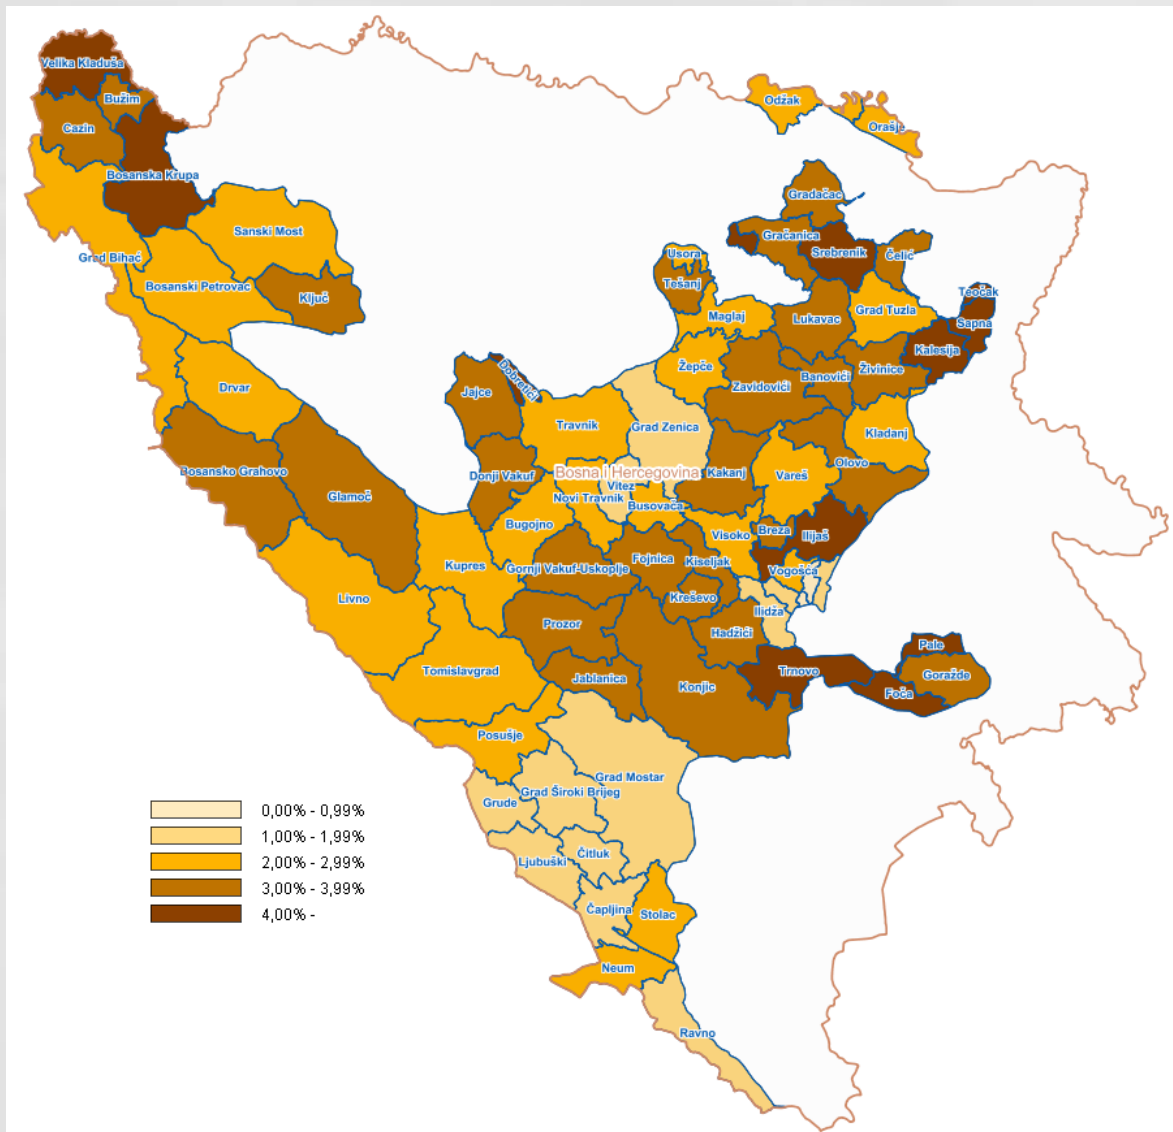 Velika Kladuša
Bužim
Cazin
Bosanska Krupa
Odžak
Orašje
Gradačac
Sanski Most
Gračanica
Grad Bihać
Usora
Srebrenik
Čelić
Bosanski Petrovac
Ključ
Tešanj
Teočak
Maglaj
Lukavac
Grad Tuzla
Sapna
Kalesija
Žepče
Živinice
Dobretići
Banovići
Drvar
Zavidovići
Jajce
Travnik
Grad Zenica
Kladanj
Olovo
Bosansko Grahovo
Bosna i Hercegovina
Donji Vakuf
Kakanj
Vareš
Vitez
Glamoč
Novi Travnik
Busovača
Bugojno
Visoko
Breza
Ilijaš
Fojnica
Kiseljak
Kupres
Gornji Vakuf-Uskoplje
Vogošća
Livno
Kreševo
Ilidža
Prozor
Hadžići
Pale
Tomislavgrad
Trnovo
Goražde
Jablanica
Konjic
Foča
Posušje
Grad Mostar
Grad Široki Brijeg
Grude
Čitluk
Ljubuški
Čapljina
Stolac
Neum
Ravno
0,00% - 0,99%
1,00% - 1,99%
2,00% - 2,99%
3,00% - 3,99%
4,00% -